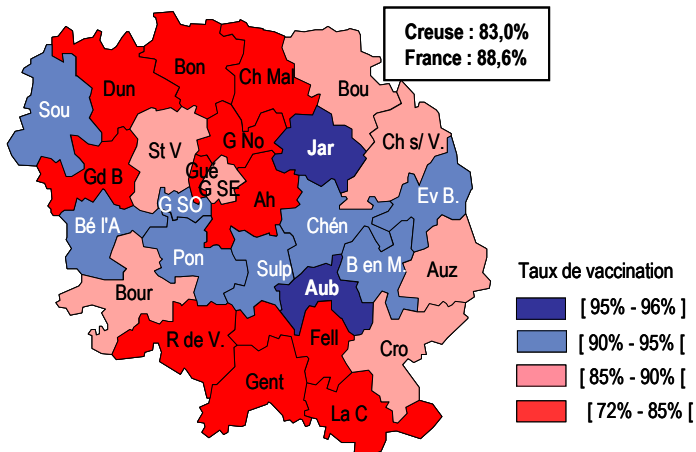 Creuse : 83,0%
France : 88,6%
Bon
Ch Mal
Dun
Bou
Sou
G No
Ch s/ V.
St V
Jar
Gd B
Gué
G SE
Ev B.
Ah
G SO
Bé l'A
Chén
Pon
Sulp
B en M.
Auz
Bour
Aub
R de V.
Fell
Cro
Gent
La C
Taux de vaccination
[ 95% - 96% ]
[ 90% - 95% [
[ 85% - 90% [
[ 72% - 85% [